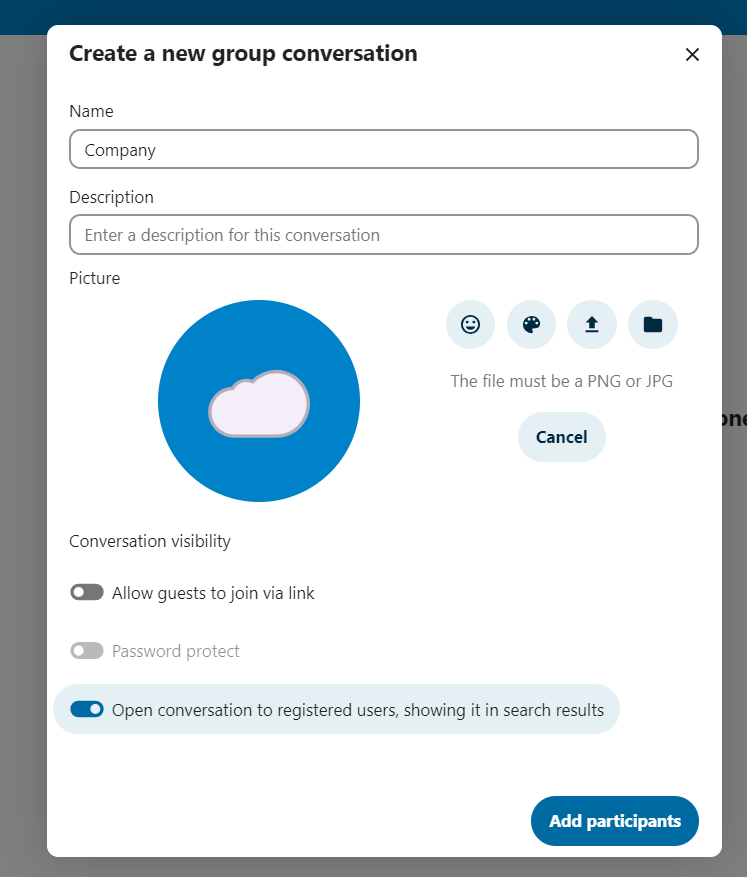 Create a new group conversation
Name
Company
Description
Enter a description for this conversation
Picture
The file must be a PNG or JPG
Cancel
Conversation visibility
Allow guests to join via link
Password protect
Open conversation to registered users, showing it in search results
Add participants